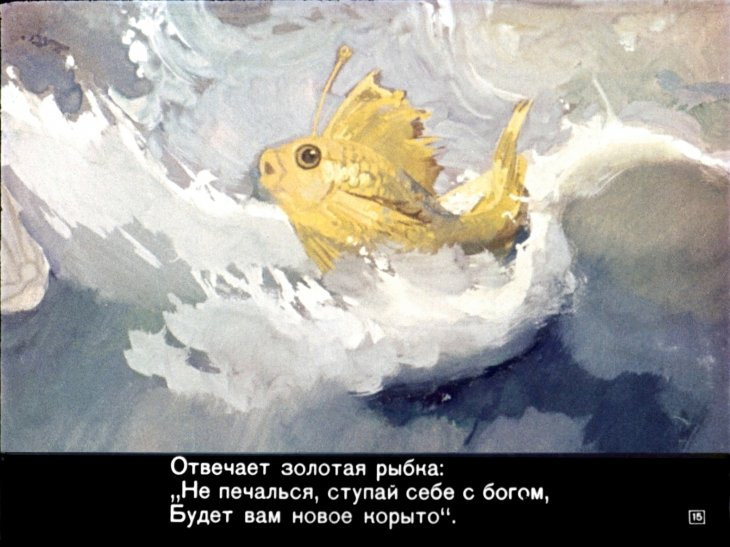 Отвечает золотая рыбка:
„Не печалься, ступай себе с богом,
Будет вам новое корыто“.
15